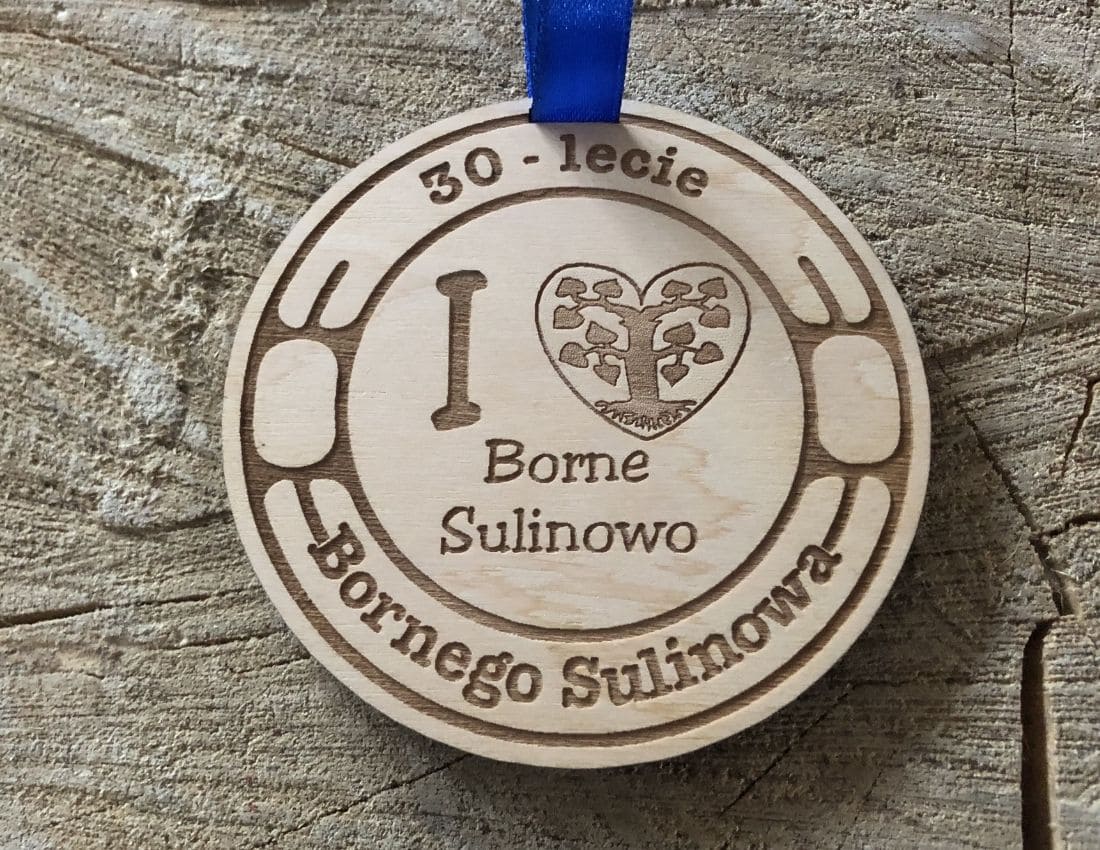 30 - lecie
I
Borne
Sulinowo
Bornego Sulinowa